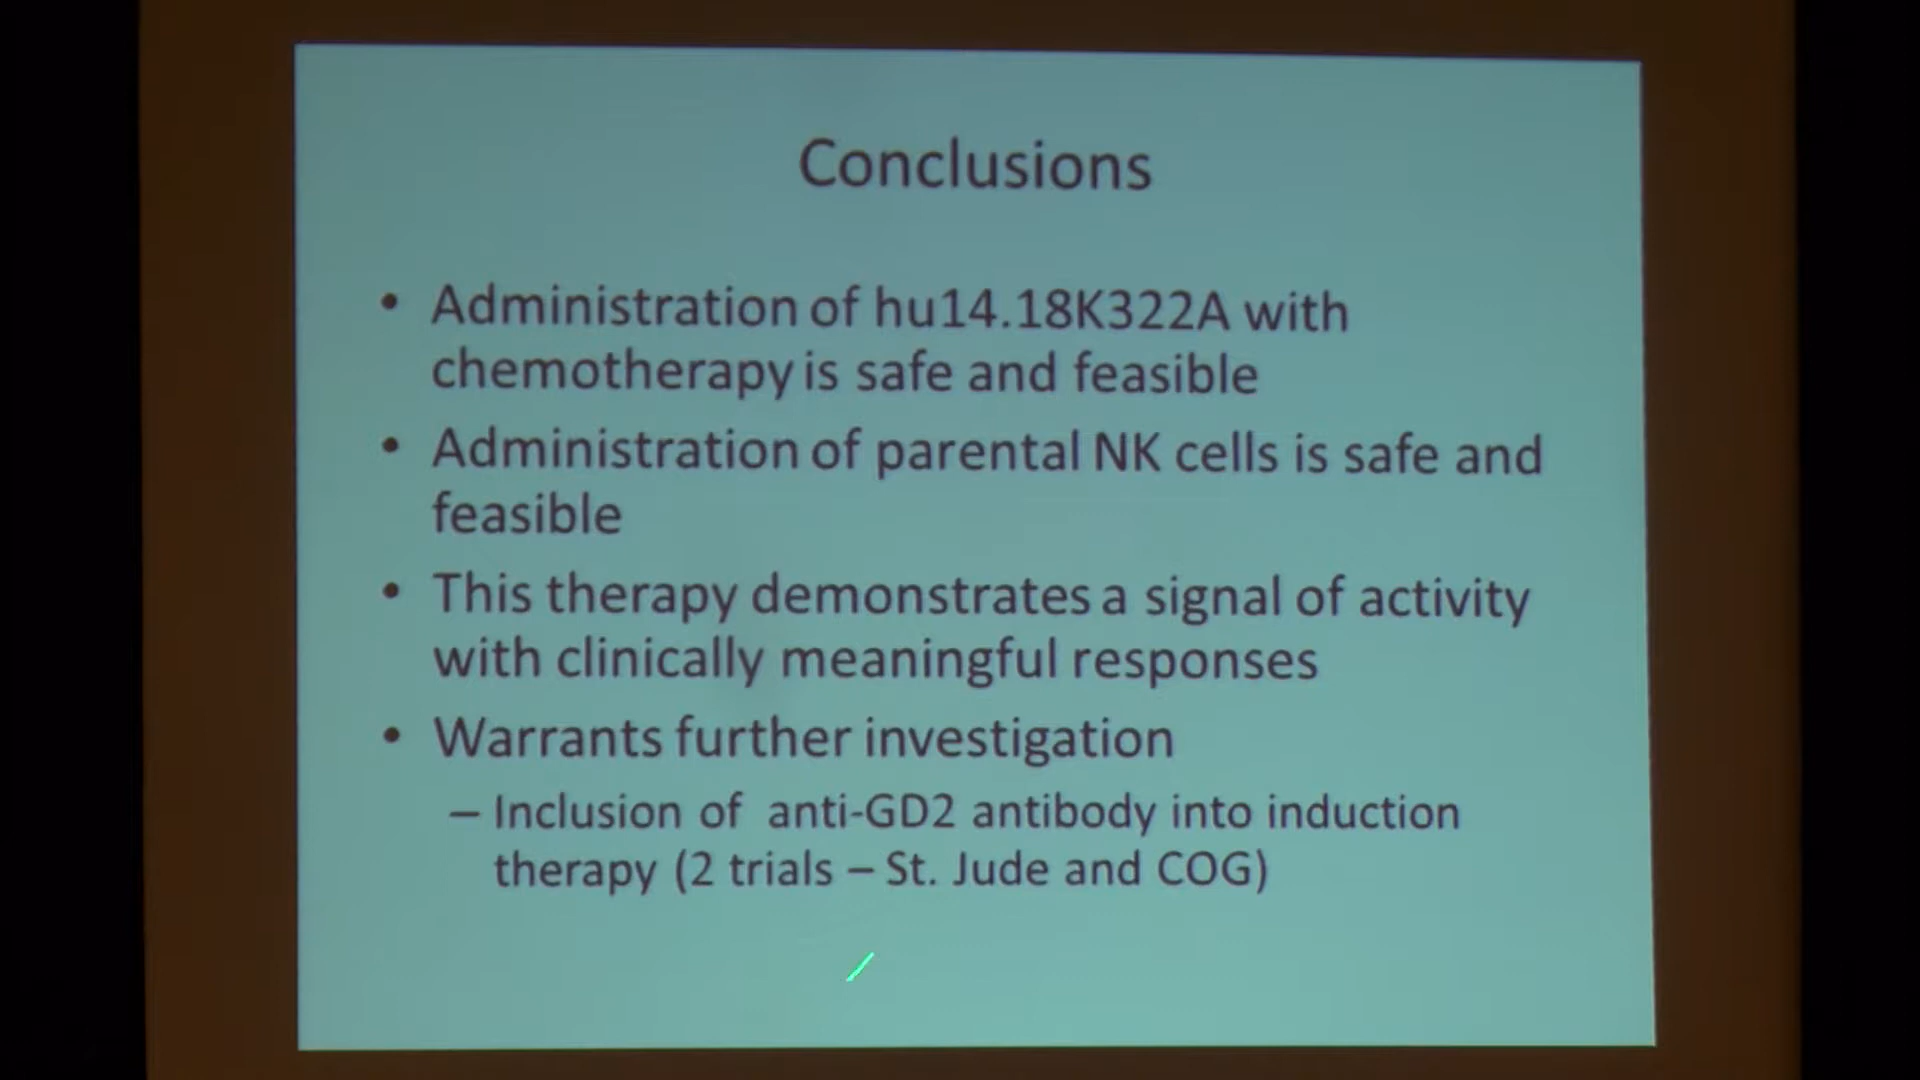 Conclusions
• Administration of hu14.18K322A with
chemotherapy is safe and feasible
• Administration of parental NK cells is safe and
feasible
• This therapy demonstrates a signal of activity
with clinically meaningful responses
• Warrants further investigation
– Inclusion of anti-GD2 antibody into induction
therapy (2 trials – St. Jude and COG)